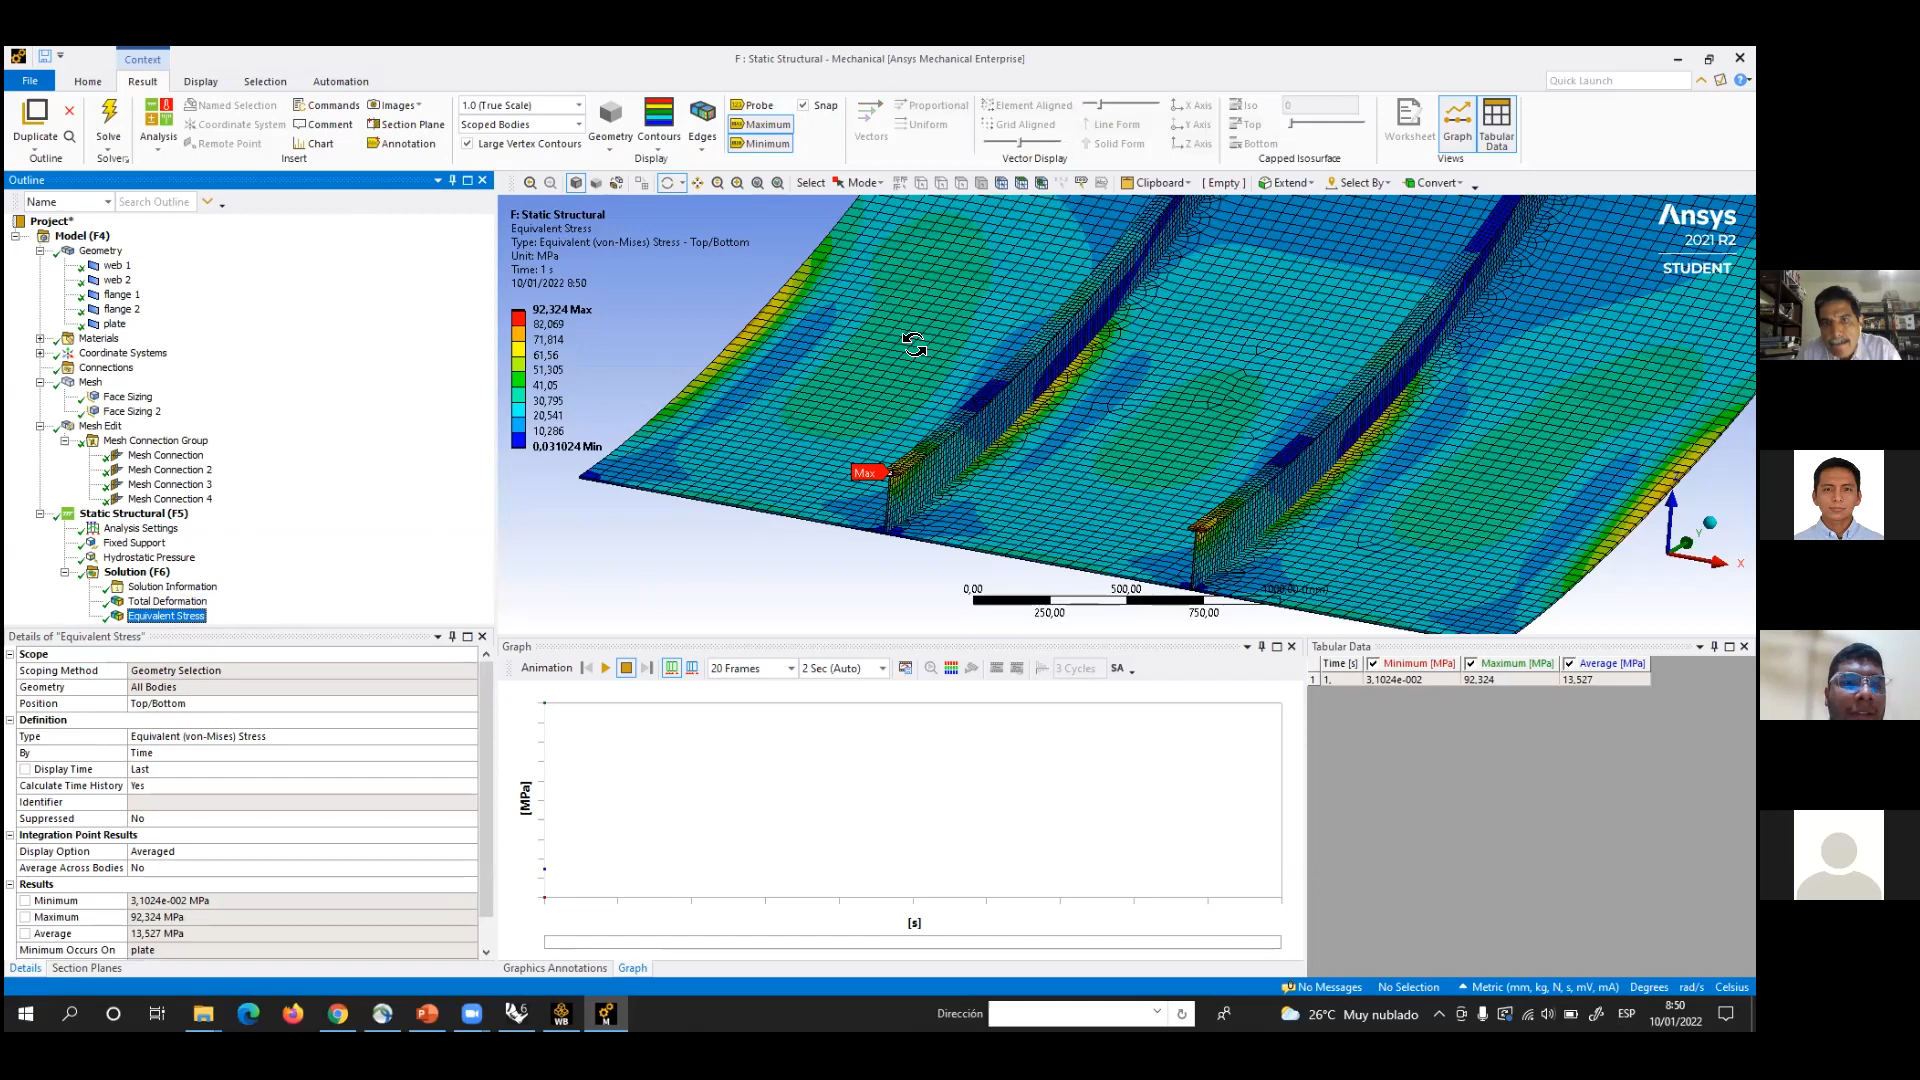 Context
F : Static Structural - Mechanical [Ansys Mechanical Enterprise]
File Home Result Display Selection Automation
Quick Launch
Duplicate
Outline
Solve
Solver
Analysis
Named Selection
Coordinate System
Remote Point
Commands
Comment
Chart
Images
Section Plane
Annotation
Insert
1.0 (True Scale)
Scoped Bodies
Large Vertex Contours
Geometry
Contours
Edges
Display
Probe
Maximum
Minimum
Snap
Vectors
Proportional
Uniform
Element Aligned
Grid Aligned
Line Form
Solid Form
X Axis
Y Axis
Z Axis
Vector Display
Iso
Top
Bottom
0
Capped Isosurface
Worksheet
Graph
Tabular Data
Views
Outline
Name
Search Outline
Project*
Model (F4)
Geometry
web 1
web 2
flange 1
flange 2
plate
Materials
Coordinate Systems
Connections
Mesh
Face Sizing
Face Sizing 2
Mesh Edit
Mesh Connection Group
Mesh Connection
Mesh Connection 2
Mesh Connection 3
Mesh Connection 4
Static Structural (F5)
Analysis Settings
Fixed Support
Hydrostatic Pressure
Solution (F6)
Solution Information
Total Deformation
Equivalent Stress
Select Mode Clipboard [ Empty ] Extend Select By Convert
F: Static Structural
Equivalent Stress
Type: Equivalent (von-Mises) Stress - Top/Bottom
Unit: MPa
Time: 1 s
10/01/2022 8:50
92,324 Max
82,069
71,814
61,56
51,305
41,05
30,795
20,541
10,286
0,031024 Min
Max
Ansys
2021 R2
STUDENT
0,00 500,00 1000,00 (mm)
250,00 750,00
X
Y
Details of "Equivalent Stress"
Scope
Scoping Method Geometry Selection
Geometry All Bodies
Position Top/Bottom
Definition
Type Equivalent (von-Mises) Stress
By Time
Display Time Last
Calculate Time History Yes
Identifier
Suppressed No
Integration Point Results
Display Option Averaged
Average Across Bodies No
Results
Minimum 3,1024e-002 MPa
Maximum 92,324 MPa
Average 13,527 MPa
Minimum Occurs On plate
Details Section Planes
Graph
Animation 20 Frames 2 Sec (Auto) 3 Cycles SA
[MPa]
[s]
Graphics Annotations Graph
Tabular Data
Time [s] Minimum [MPa] Maximum [MPa] Average [MPa]
1 1, 3,1024e-002 92,324 13,527
No Messages No Selection Metric (mm, kg, N, s, mV, mA) Degrees rad/s Celsius
6
WB
M
Dirección
26°C Muy nublado
ESP
8:50
10/01/2022